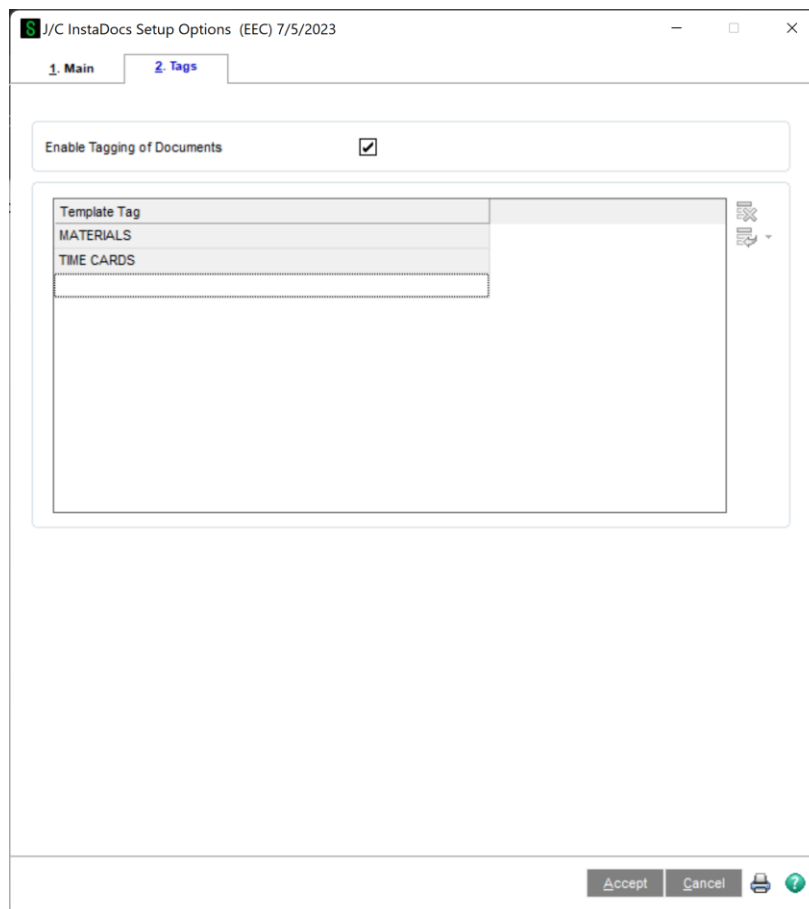 S J/C InstaDocs Setup Options (EEC) 7/5/2023
1. Main 2. Tags
Enable Tagging of Documents
Template Tag
MATERIALS
TIME CARDS
Accept Cancel ?